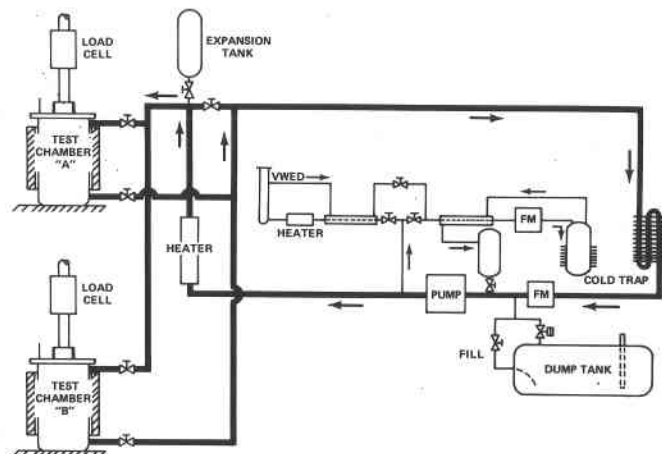 LOAD
CELL
EXPANSION
TANK
TEST
CHAMBER
"A"
VWED
HEATER
FM
HEATER
COLD TRAP
LOAD
CELL
PUMP
FM
FILL
DUMP TANK
TEST
CHAMBER
"B"